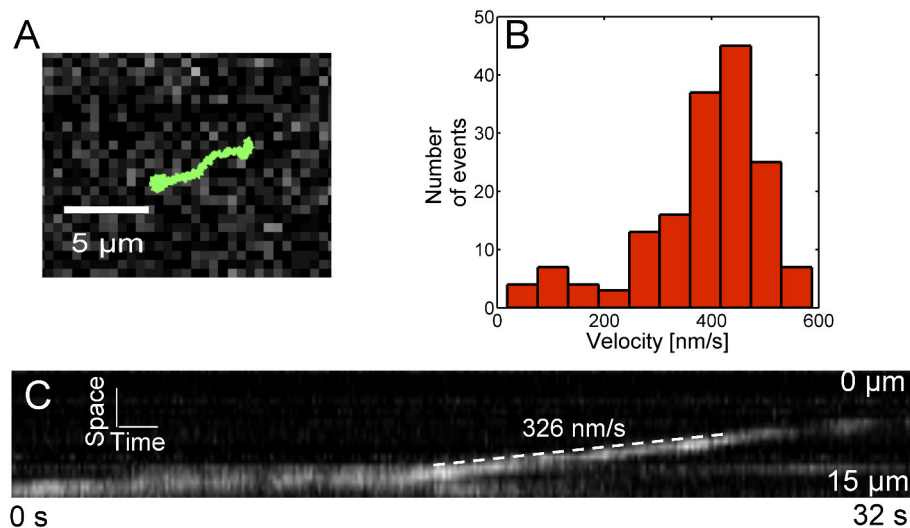 A
5 µm
B
Number
of events
50
40
30
20
10
0
0
200
400
600
Velocity [nm/s]
C
Space
Time
326 nm/s
0 µm
15 µm
0 s
32 s